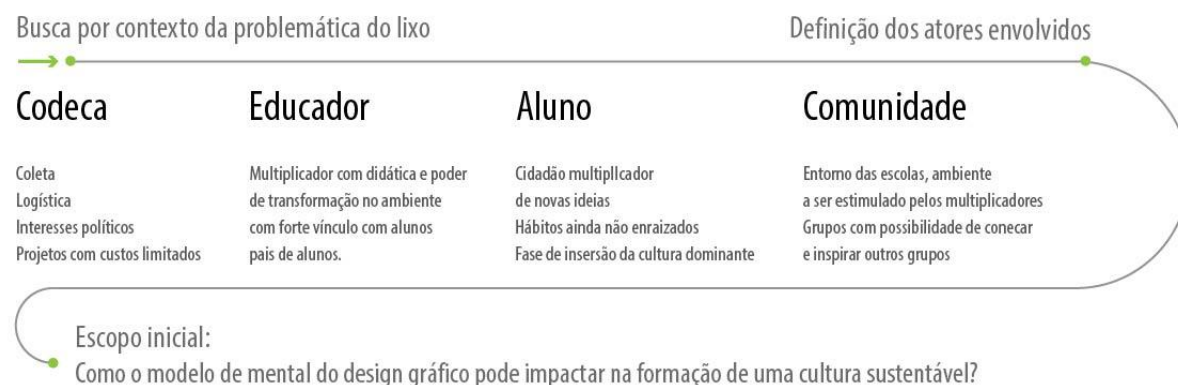 Busca por contexto da problemática do lixo
Definição dos atores envolvidos
Codeca
Coleta
Logística
Interesses políticos
Projetos com custos limitados
Educador
Multiplicador com didática e poder
de transformação no ambiente
com forte vínculo com alunos
pais de alunos.
Aluno
Cidadão multipllcador
de novas ideias
Hábitos ainda não enraizados
Fase de insersão da cultura dominante
Comunidade
Entorno das escolas, ambiente
a ser estimulado pelos multiplicadores
Grupos com possibilidade de conecar
e inspirar outros grupos
Escopo inicial:
Como o modelo de mental do design gráfico pode impactar na formação de uma cultura sustentável?